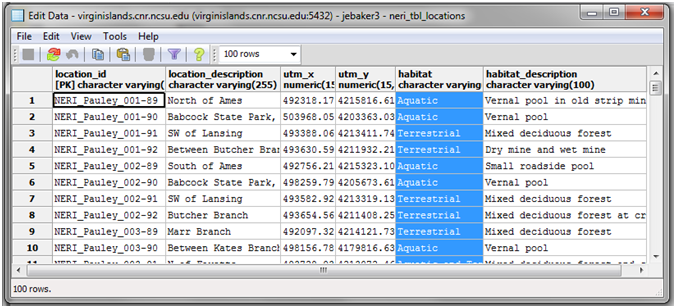 Edit Data - virginislands.cnr.ncsu.edu (virginislands.cnr.ncsu.edu:5432) - jebaker3 - neri_tbl_locations
File Edit View Tools Help
100 rows
location_id location_description utm_x utm_y habitat habitat_description
[PK] character varying( character varying(255) numeric(15 numeric(15, character varying character varying(100)
1 NERI_Pauley_001-89 North of Ames 492318.17 4215816.61 Aquatic Vernal pool in old strip min
2 NERI_Pauley_001-90 Babcock State Park, 503968.05 4203363.03 Aquatic Vernal pool
3 NERI_Pauley_001-91 SW of Lansing 493388.06 4213411.74 Terrestrial Mixed deciduous forest
4 NERI_Pauley_001-92 Between Butcher Bran 493630.59 4211932.21 Terrestrial Dry mine and wet mine
5 NERI_Pauley_002-89 South of Ames 492756.21 4215323.10 Aquatic Small roadside pool
6 NERI_Pauley_002-90 Babcock State Park, 498259.79 4205673.61 Aquatic Vernal pool
7 NERI_Pauley_002-91 SW of Lansing 493582.92 4213319.13 Terrestrial Mixed deciduous forest
8 NERI_Pauley_002-92 Butcher Branch 493654.56 4211408.25 Terrestrial Mixed deciduous forest at cr
9 NERI_Pauley_003-89 Marr Branch 492097.32 4214121.73 Terrestrial Mixed deciduous forest
10 NERI_Pauley_003-90 Between Kates Branch 498156.78 4179816.63 Aquatic Vernal pool
100 rows.